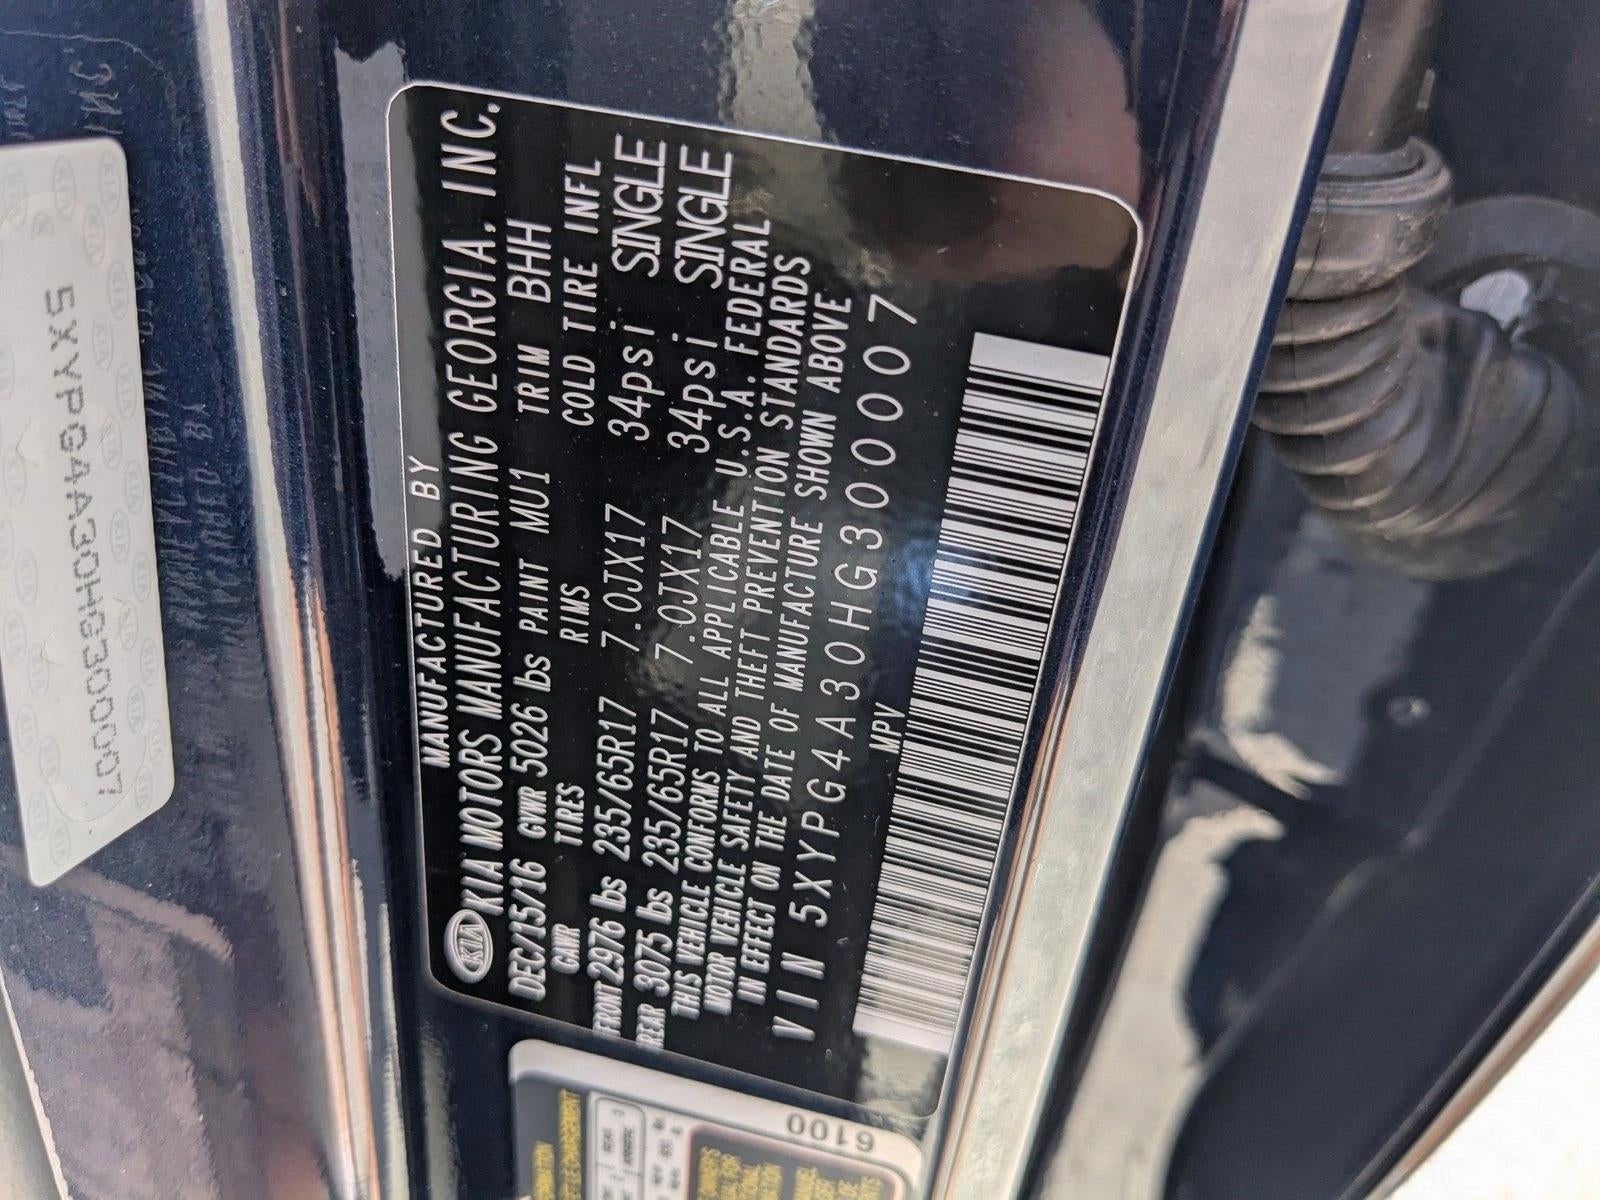 MANUFACTURED BY
KIA KIA MOTORS MANUFACTURING GEORGIA, INC.
DEC/15/16 GVWR 5026 lbs PAINT MU1 TRIM BHH
GAWR TIRES RIMS COLD TIRE INFL
FRONT 2976 lbs 235/65R17 7.0JX17 34psi SINGLE
REAR 3075 lbs 235/65R17 7.0JX17 34psi SINGLE
THIS VEHICLE CONFORMS TO ALL APPLICABLE U.S.A. FEDERAL
MOTOR VEHICLE SAFETY AND THEFT PREVENTION STANDARDS
IN EFFECT ON THE DATE OF MANUFACTURE SHOWN ABOVE
VIN 5XYPG4A30HG30007
MPV
5XYPG4A30HG30007
6100